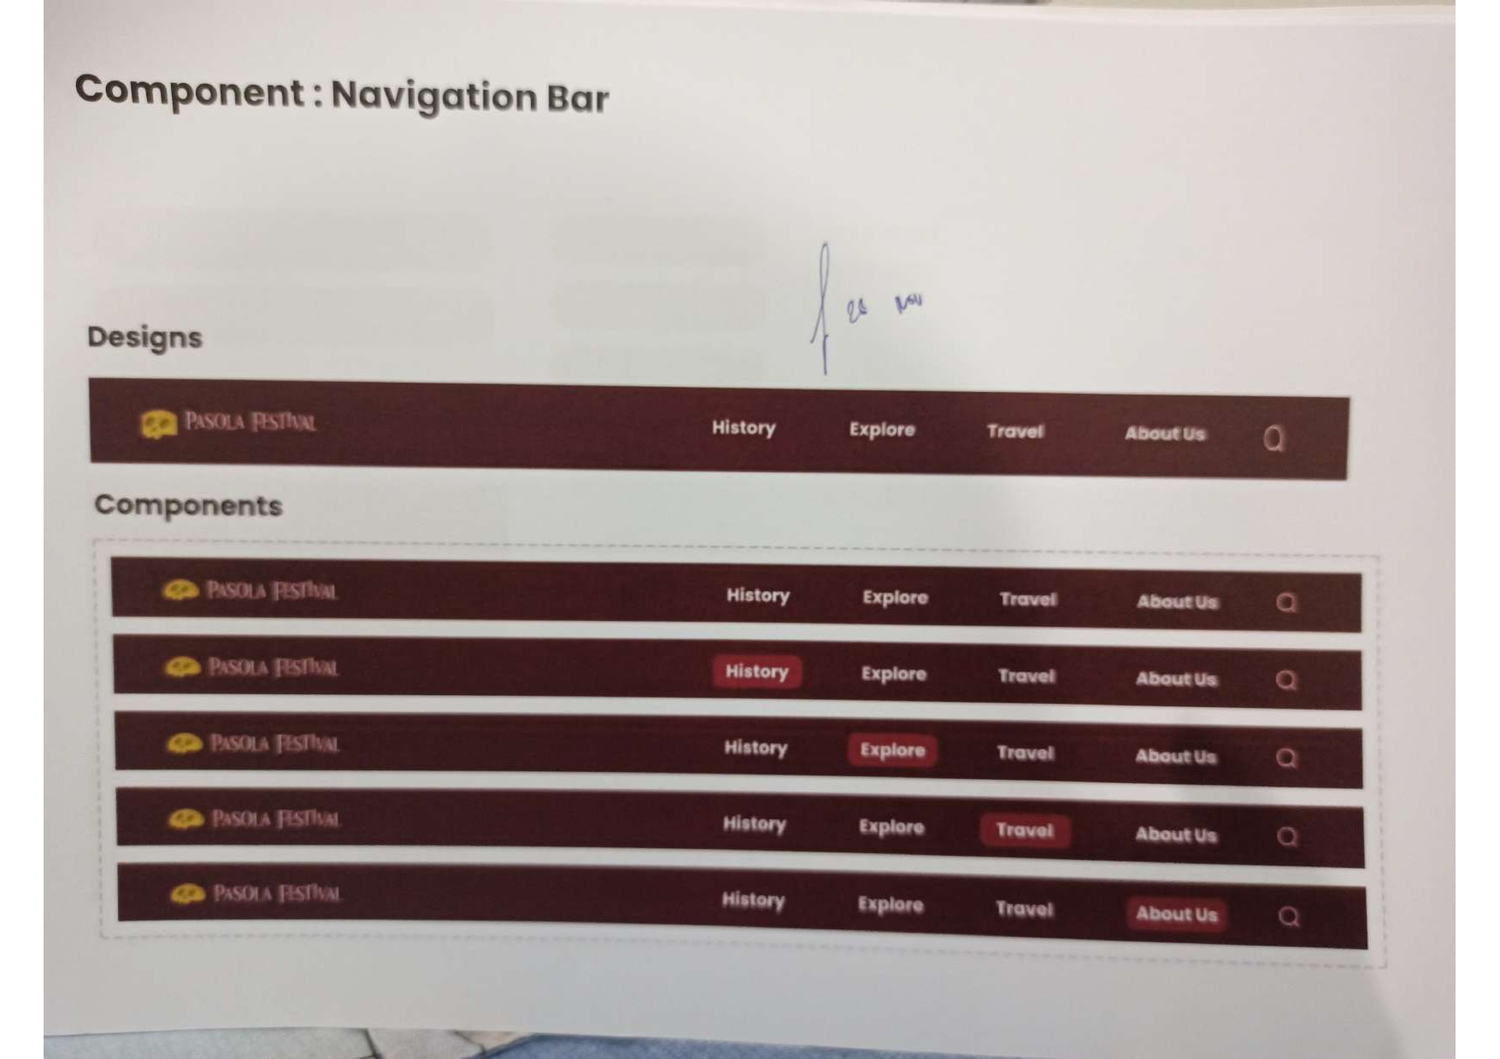 Component : Navigation Bar
28 Nov
Designs
PASOLA FESTIVAL History Explore Travel About Us
Components
PASOLA FESTIVAL History Explore Travel About Us
PASOLA FESTIVAL History Explore Travel About Us
PASOLA FESTIVAL History Explore Travel About Us
PASOLA FESTIVAL History Explore Travel About Us
PASOLA FESTIVAL History Explore Travel About Us